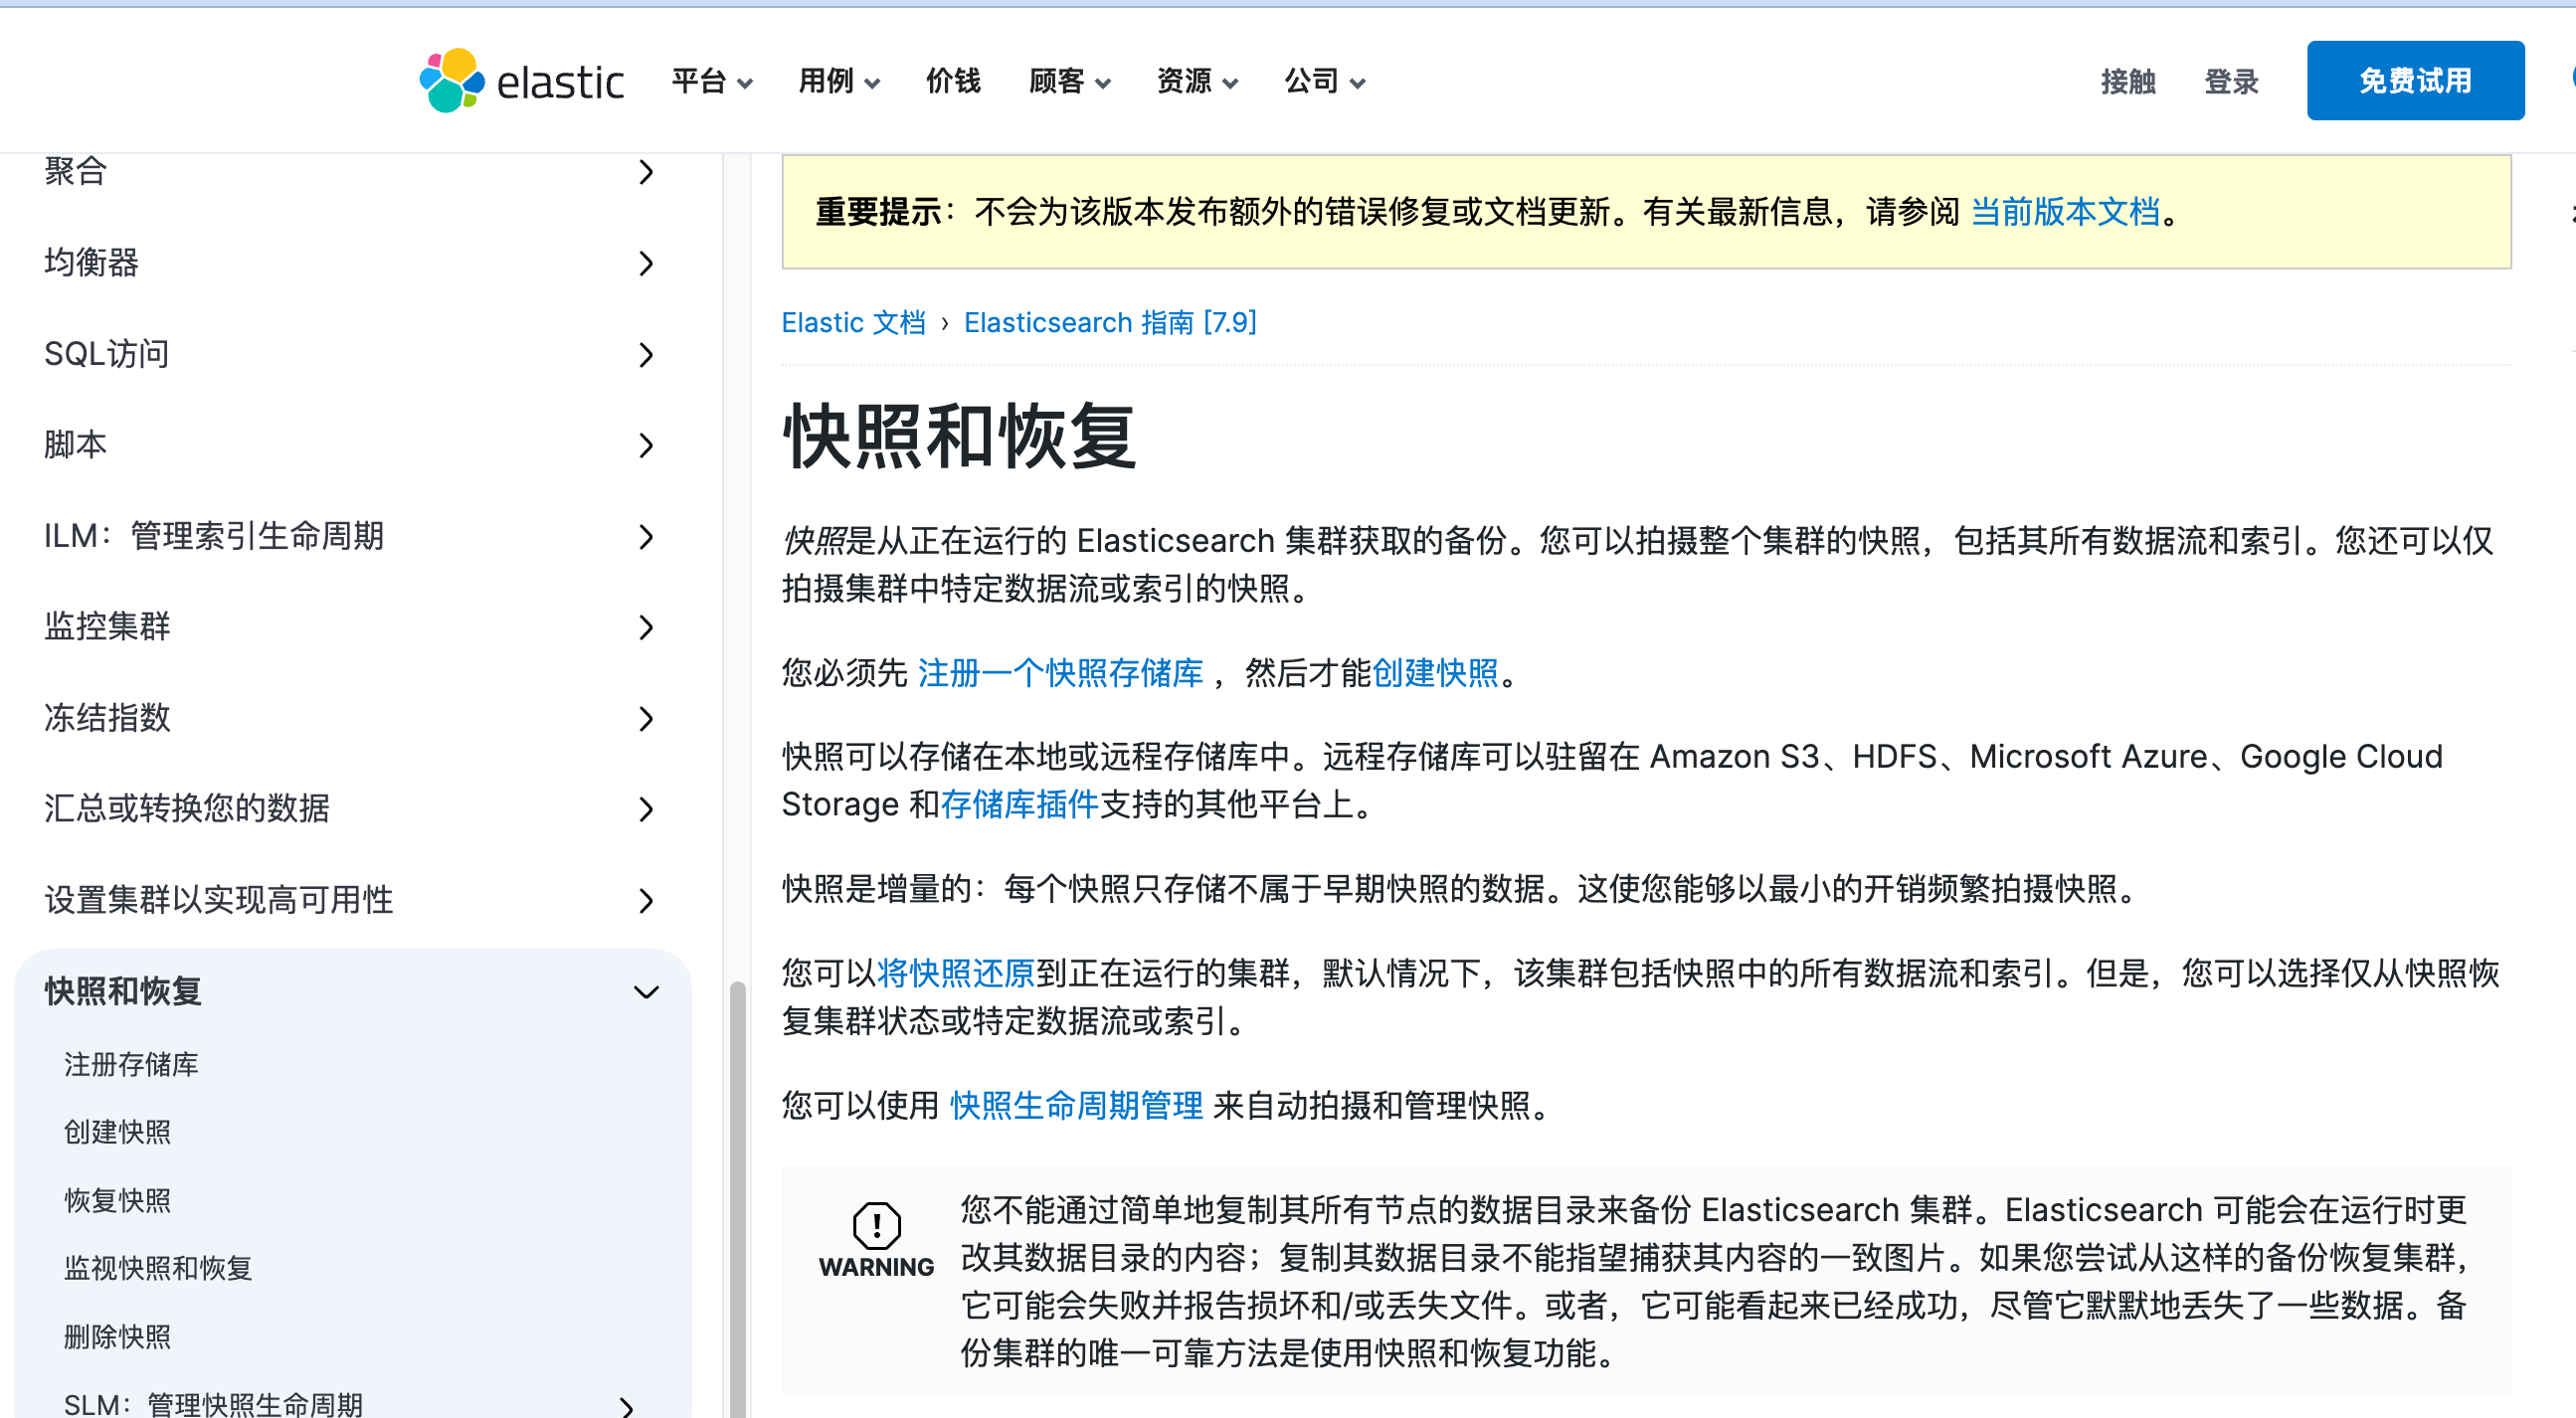 elastic 平台 用例 价钱 顾客 资源 公司 接触 登录 免费试用
聚合
均衡器
SQL访问
脚本
ILM：管理索引生命周期
监控集群
冻结指数
汇总或转换您的数据
设置集群以实现高可用性
快照和恢复
注册存储库
创建快照
恢复快照
监视快照和恢复
删除快照
SLM：管理快照生命周期
重要提示：不会为该版本发布额外的错误修复或文档更新。有关最新信息，请参阅 当前版本文档。
Elastic 文档 › Elasticsearch 指南 [7.9]
快照和恢复
快照是从正在运行的 Elasticsearch 集群获取的备份。您可以拍摄整个集群的快照，包括其所有数据流和索引。您还可以仅
拍摄集群中特定数据流或索引的快照。
您必须先 注册一个快照存储库 ，然后才能创建快照。
快照可以存储在本地或远程存储库中。远程存储库可以驻留在 Amazon S3、HDFS、Microsoft Azure、Google Cloud
Storage 和存储库插件支持的其他平台上。
快照是增量的：每个快照只存储不属于早期快照的数据。这使您能够以最小的开销频繁拍摄快照。
您可以将快照还原到正在运行的集群，默认情况下，该集群包括快照中的所有数据流和索引。但是，您可以选择仅从快照恢
复集群状态或特定数据流或索引。
您可以使用 快照生命周期管理 来自动拍摄和管理快照。
WARNING
您不能通过简单地复制其所有节点的数据目录来备份 Elasticsearch 集群。Elasticsearch 可能会在运行时更
改其数据目录的内容；复制其数据目录不能指望捕获其内容的一致图片。如果您尝试从这样的备份恢复集群，
它可能会失败并报告损坏和/或丢失文件。或者，它可能看起来已经成功，尽管它默默地丢失了一些数据。备
份集群的唯一可靠方法是使用快照和恢复功能。